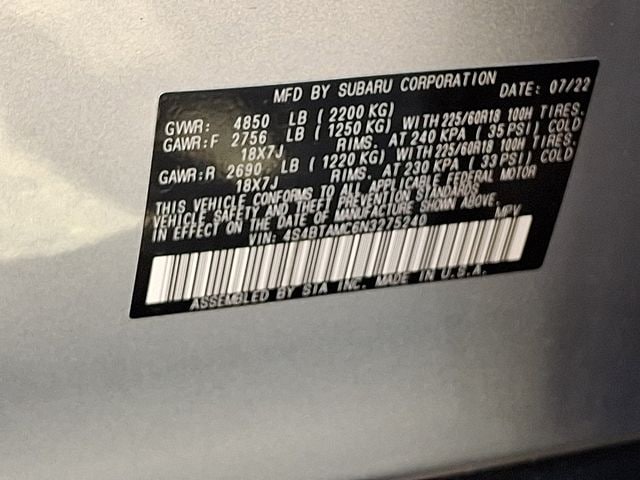 MFD BY SUBARU CORPORATION DATE: 07/22
GVWR: 4850 LB ( 2200 KG)
GAWR:F 2756 LB ( 1250 KG) WITH 225/60R18 100H TIRES,
18X7J RIMS, AT 240 KPA ( 35 PSI) COLD
GAWR:R 2690 LB ( 1220 KG) WITH 225/60R18 100H TIRES,
18X7J RIMS, AT 230 KPA ( 33 PSI) COLD
THIS VEHICLE CONFORMS TO ALL APPLICABLE FEDERAL MOTOR
VEHICLE SAFETY AND THEFT PREVENTION STANDARDS
IN EFFECT ON THE DATE OF MANUFACTURE SHOWN ABOVE.
VIN: 4S4BTAMC6N3275240 MPV
ASSEMBLED BY SIA INC. MADE IN U.S.A.